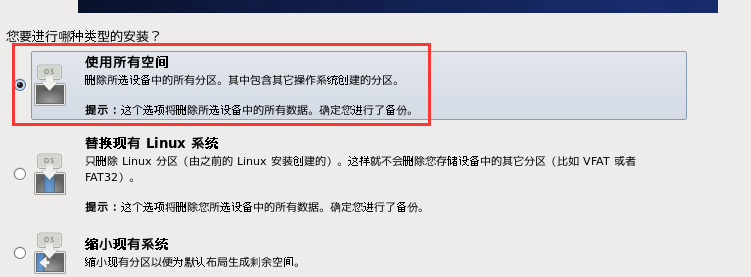 您要进行哪种类型的安装？
OS
使用所有空间
删除所选设备中的所有分区。其中包含其它操作系统创建的分区。
提示：这个选项将删除所选设备中的所有数据。确定您进行了备份。
OS
替换现有 Linux 系统
只删除 Linux 分区（由之前的 Linux 安装创建的）。这样就不会删除您存储设备中的其它分区（比如 VFAT 或者
FAT32）。
提示：这个选项将删除您所选设备中的所有数据。确定您进行了备份。
OS
缩小现有系统
缩小现有分区以便为默认布局生成剩余空间。